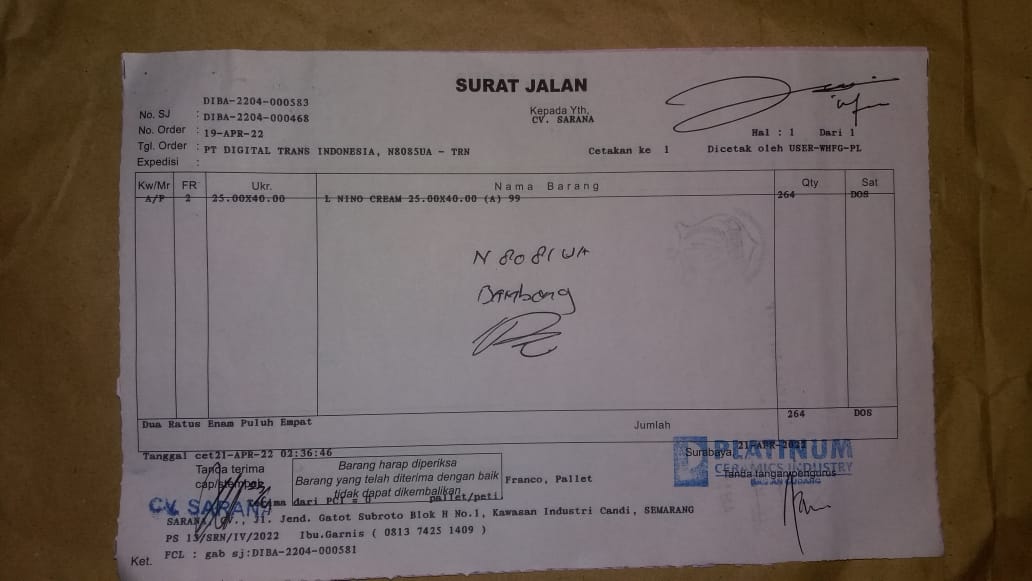 SURAT JALAN
DIBA-2204-000583
No. SJ : DIBA-2204-000468
No. Order : 19-APR-22
Tgl. Order : PT DIGITAL TRANS INDONESIA, N8085UA - TRN
Expedisi :
Kepada Yth,
CV. SARANA
Hal : 1 Dari 1
Cetakan ke 1 Dicetak oleh USER-WHFG-PL
Kw/Mr FR Ukr. Nama Barang Qty Sat
A/P 2 25.00X40.00 L NINO CREAM 25.00X40.00 (A) 99 264 DOS
N 8081 UA
Bambang
264 DOS
Dua Ratus Enam Puluh Empat
Jumlah
Tanggal cet21-APR-22 02:36:46
Surabaya, 21-APR-2022
PLATINUM
CERAMICS INDUSTRY
BAGIAN GUDANG
Tanda terima
cap/stempel
Tanda tangan pengurus
Barang harap diperiksa
Barang yang telah diterima dengan baik
tidak dapat dikembalikan
Franco, Pallet
CV. SARANA
dari PCI = 0 pallet/peti
SARANA, CV., Jl. Jend. Gatot Subroto Blok H No.1, Kawasan Industri Candi, SEMARANG
PS 13/SRN/IV/2022 Ibu.Garnis ( 0813 7425 1409 )
Ket. FCL : gab sj:DIBA-2204-000581